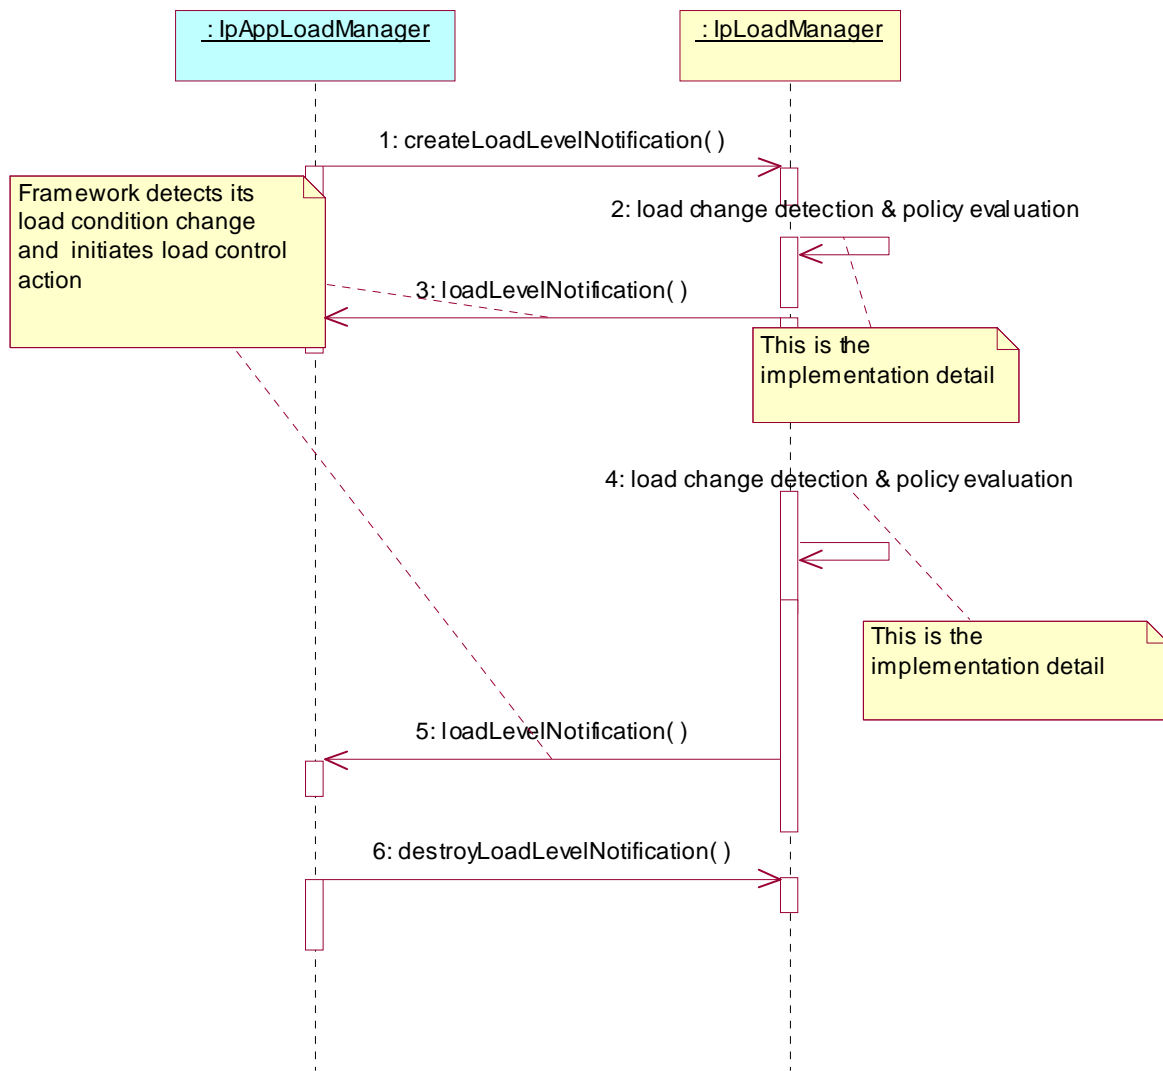 : IpAppLoadManager
: IpLoadManager
1: createLoadLevelNotification( )
Framework detects its
load condition change
and initiates load control
action
2: load change detection & policy evaluation
3: loadLevelNotification( )
This is the
implementation detail
4: load change detection & policy evaluation
This is the
implementation detail
5: loadLevelNotification( )
6: destroyLoadLevelNotification( )